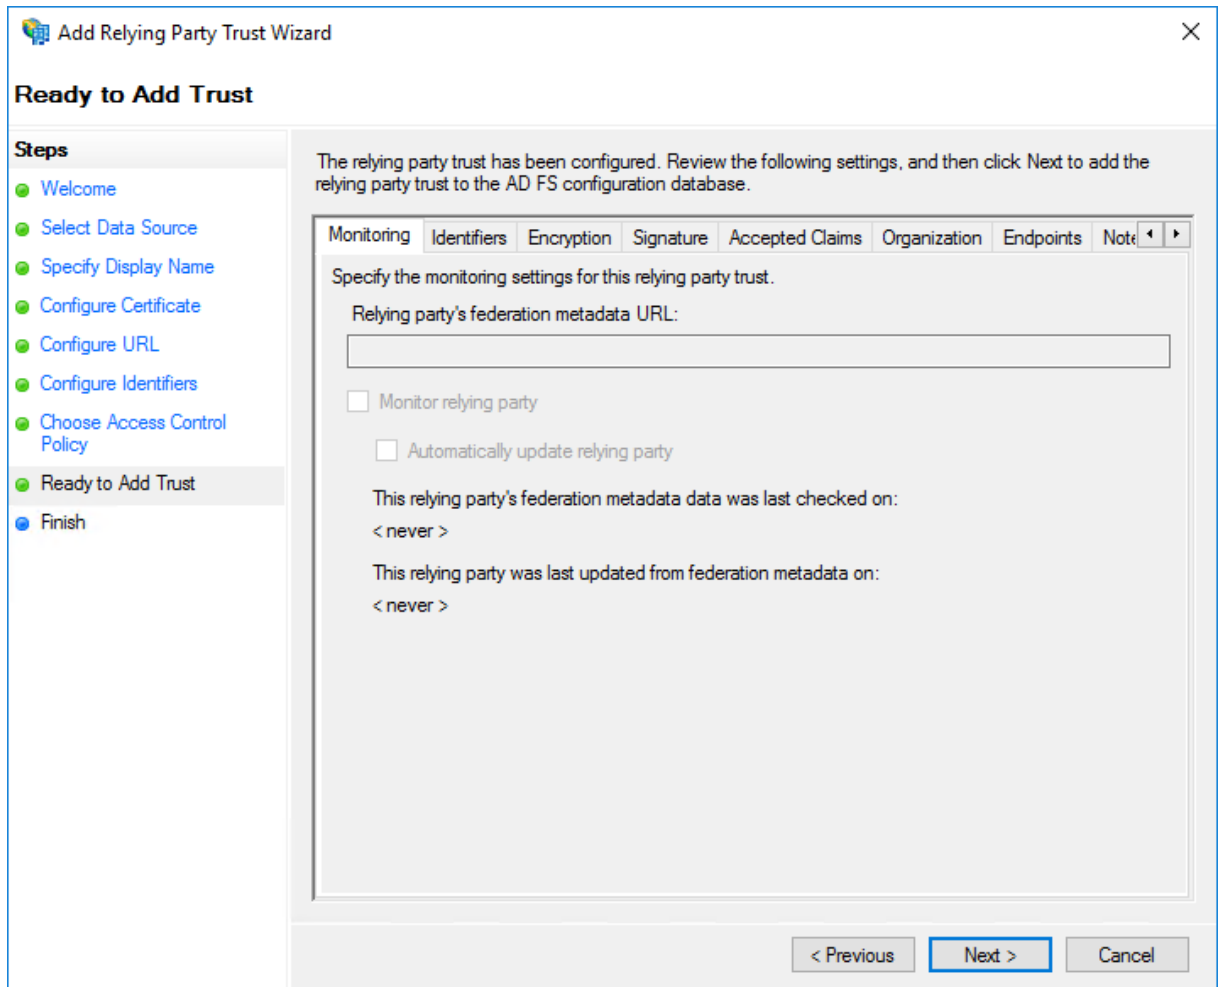 Add Relying Party Trust Wizard
Ready to Add Trust
Steps
Welcome
Select Data Source
Specify Display Name
Configure Certificate
Configure URL
Configure Identifiers
Choose Access Control
Policy
Ready to Add Trust
Finish
The relying party trust has been configured. Review the following settings, and then click Next to add the
relying party trust to the AD FS configuration database.
Monitoring Identifiers Encryption Signature Accepted Claims Organization Endpoints Note
Specify the monitoring settings for this relying party trust.
Relying party's federation metadata URL:
Monitor relying party
Automatically update relying party
This relying party's federation metadata data was last checked on:
< never >
This relying party was last updated from federation metadata on:
< never >
< Previous Next > Cancel